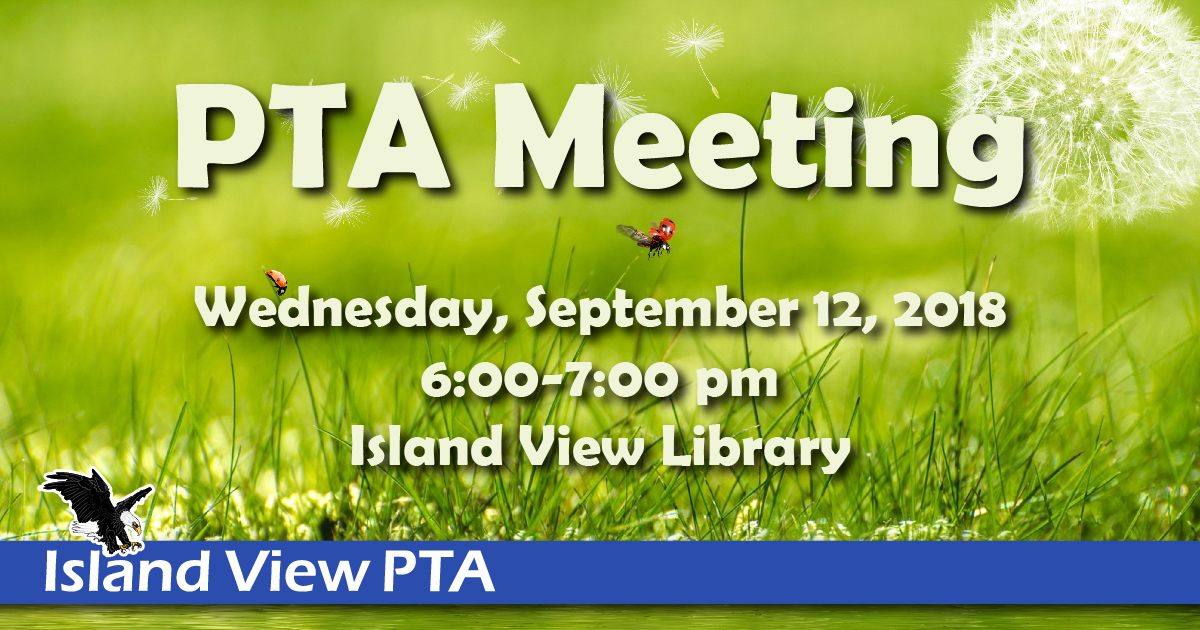 PTA Meeting
Wednesday, September 12, 2018
6:00-7:00 pm
Island View Library
Island View PTA